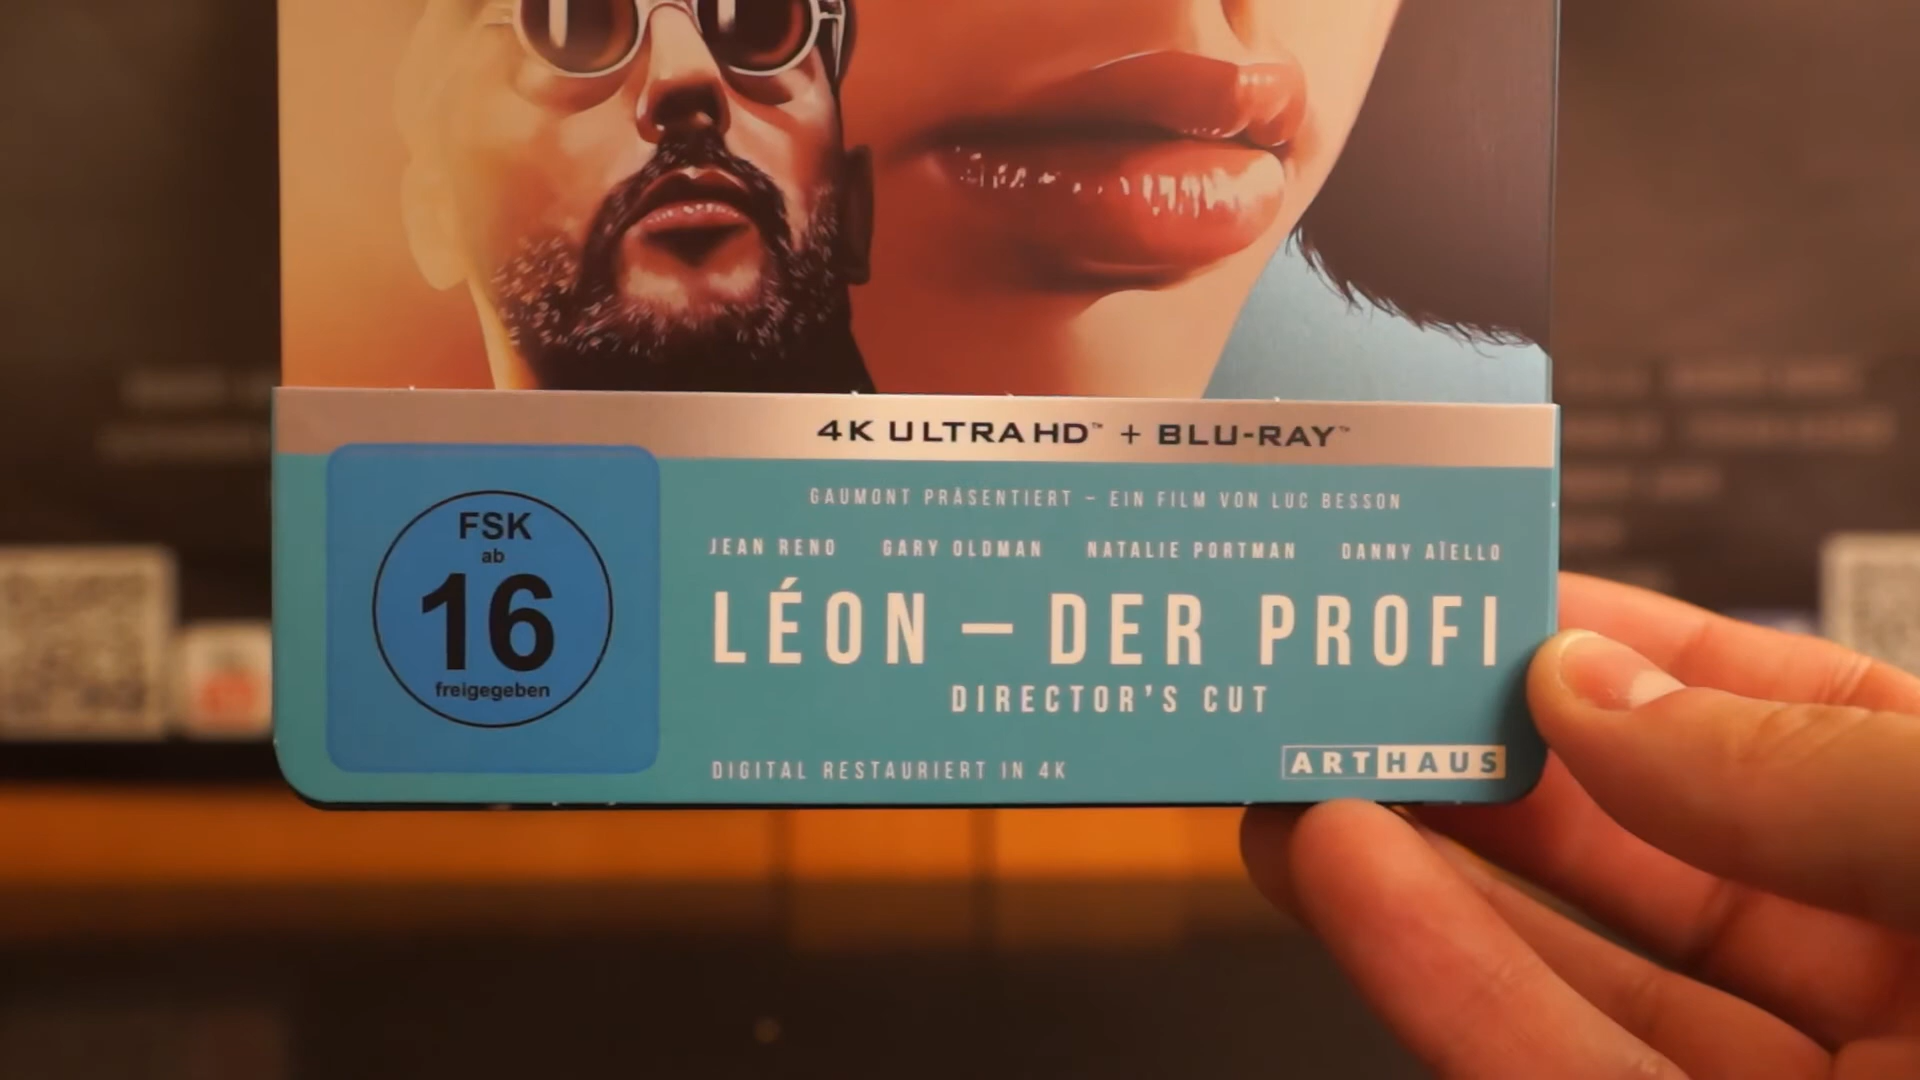 4K ULTRA HD™ + BLU-RAY™
FSK
ab
16
freigegeben
GAUMONT PRÄSENTIERT – EIN FILM VON LUC BESSON
JEAN RENO GARY OLDMAN NATALIE PORTMAN DANNY AÏELLO
LÉON – DER PROFI
DIRECTOR'S CUT
DIGITAL RESTAURIERT IN 4K
ARTHAUS